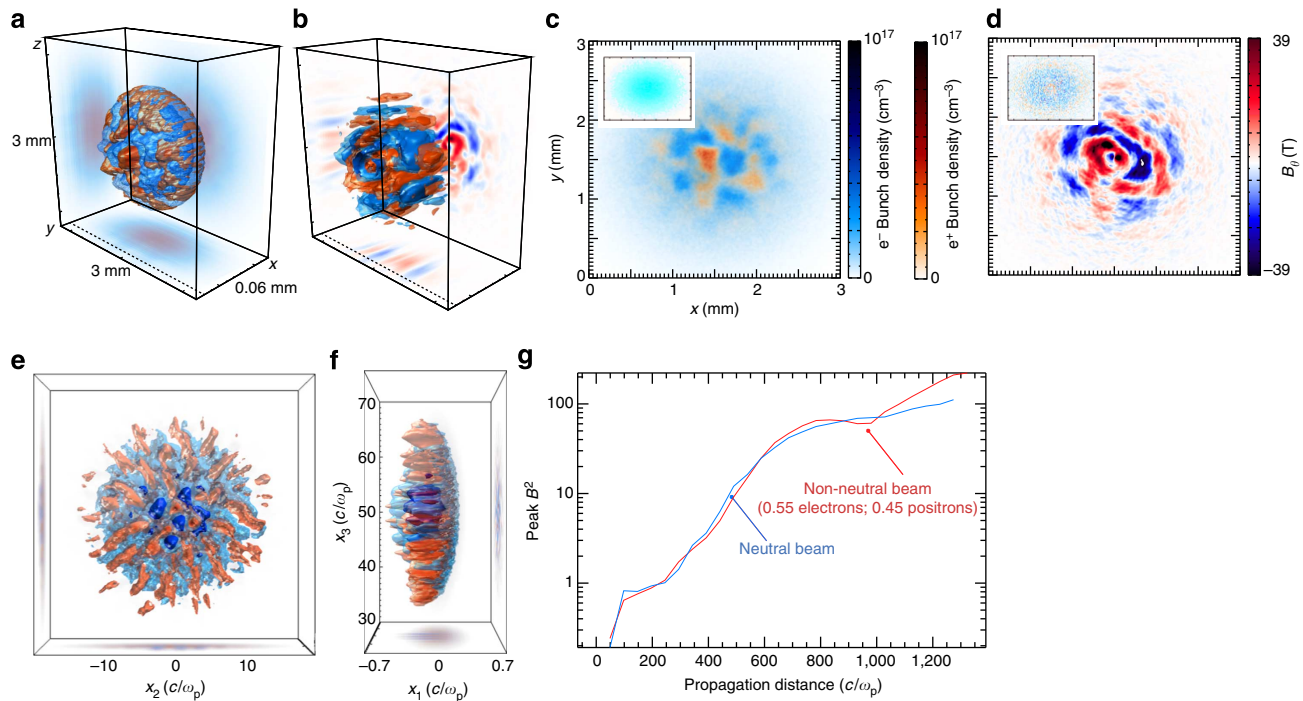 a
z
3 mm
y
3 mm
x
0.06 mm
b
c
3
2
1
0
y (mm)
0
1
2
3
x (mm)
10¹⁷
e⁻ Bunch density (cm⁻³)
0
10¹⁷
e⁺ Bunch density (cm⁻³)
0
d
39
B_θ (T)
−39
e
−10
0
10
x₂ (c/ω_p)
f
70
60
50
40
30
x₃ (c/ω_p)
−0.7
0
0.7
x₁ (c/ω_p)
g
100
10
1
Peak B²
Non-neutral beam
(0.55 electrons; 0.45 positrons)
Neutral beam
0
200
400
600
800
1,000
1,200
Propagation distance (c/ω_p)